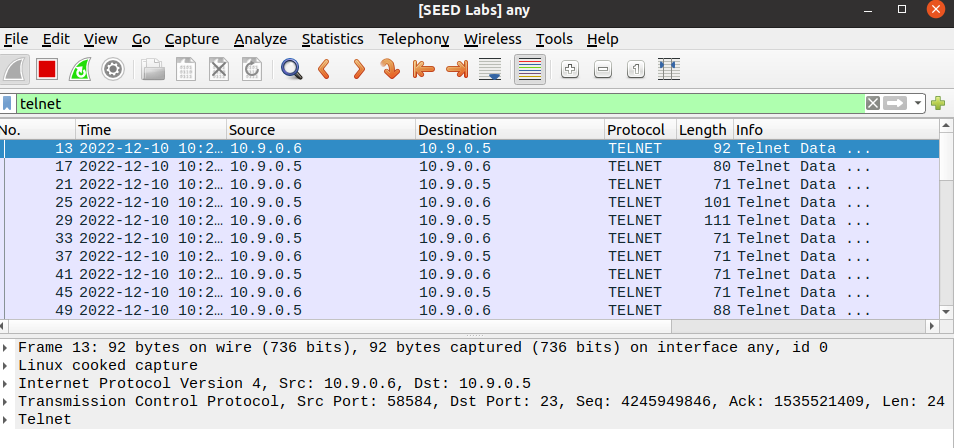 [SEED Labs] any
File Edit View Go Capture Analyze Statistics Telephony Wireless Tools Help
telnet
No. Time Source Destination Protocol Length Info
13 2022-12-10 10:2… 10.9.0.6 10.9.0.5 TELNET 92 Telnet Data ...
17 2022-12-10 10:2… 10.9.0.5 10.9.0.6 TELNET 80 Telnet Data ...
21 2022-12-10 10:2… 10.9.0.6 10.9.0.5 TELNET 71 Telnet Data ...
25 2022-12-10 10:2… 10.9.0.5 10.9.0.6 TELNET 101 Telnet Data ...
29 2022-12-10 10:2… 10.9.0.6 10.9.0.5 TELNET 111 Telnet Data ...
33 2022-12-10 10:2… 10.9.0.5 10.9.0.6 TELNET 71 Telnet Data ...
37 2022-12-10 10:2… 10.9.0.6 10.9.0.5 TELNET 71 Telnet Data ...
41 2022-12-10 10:2… 10.9.0.5 10.9.0.6 TELNET 71 Telnet Data ...
45 2022-12-10 10:2… 10.9.0.6 10.9.0.5 TELNET 71 Telnet Data ...
49 2022-12-10 10:2… 10.9.0.5 10.9.0.6 TELNET 88 Telnet Data ...
Frame 13: 92 bytes on wire (736 bits), 92 bytes captured (736 bits) on interface any, id 0
Linux cooked capture
Internet Protocol Version 4, Src: 10.9.0.6, Dst: 10.9.0.5
Transmission Control Protocol, Src Port: 58584, Dst Port: 23, Seq: 4245949846, Ack: 1535521409, Len: 24
Telnet